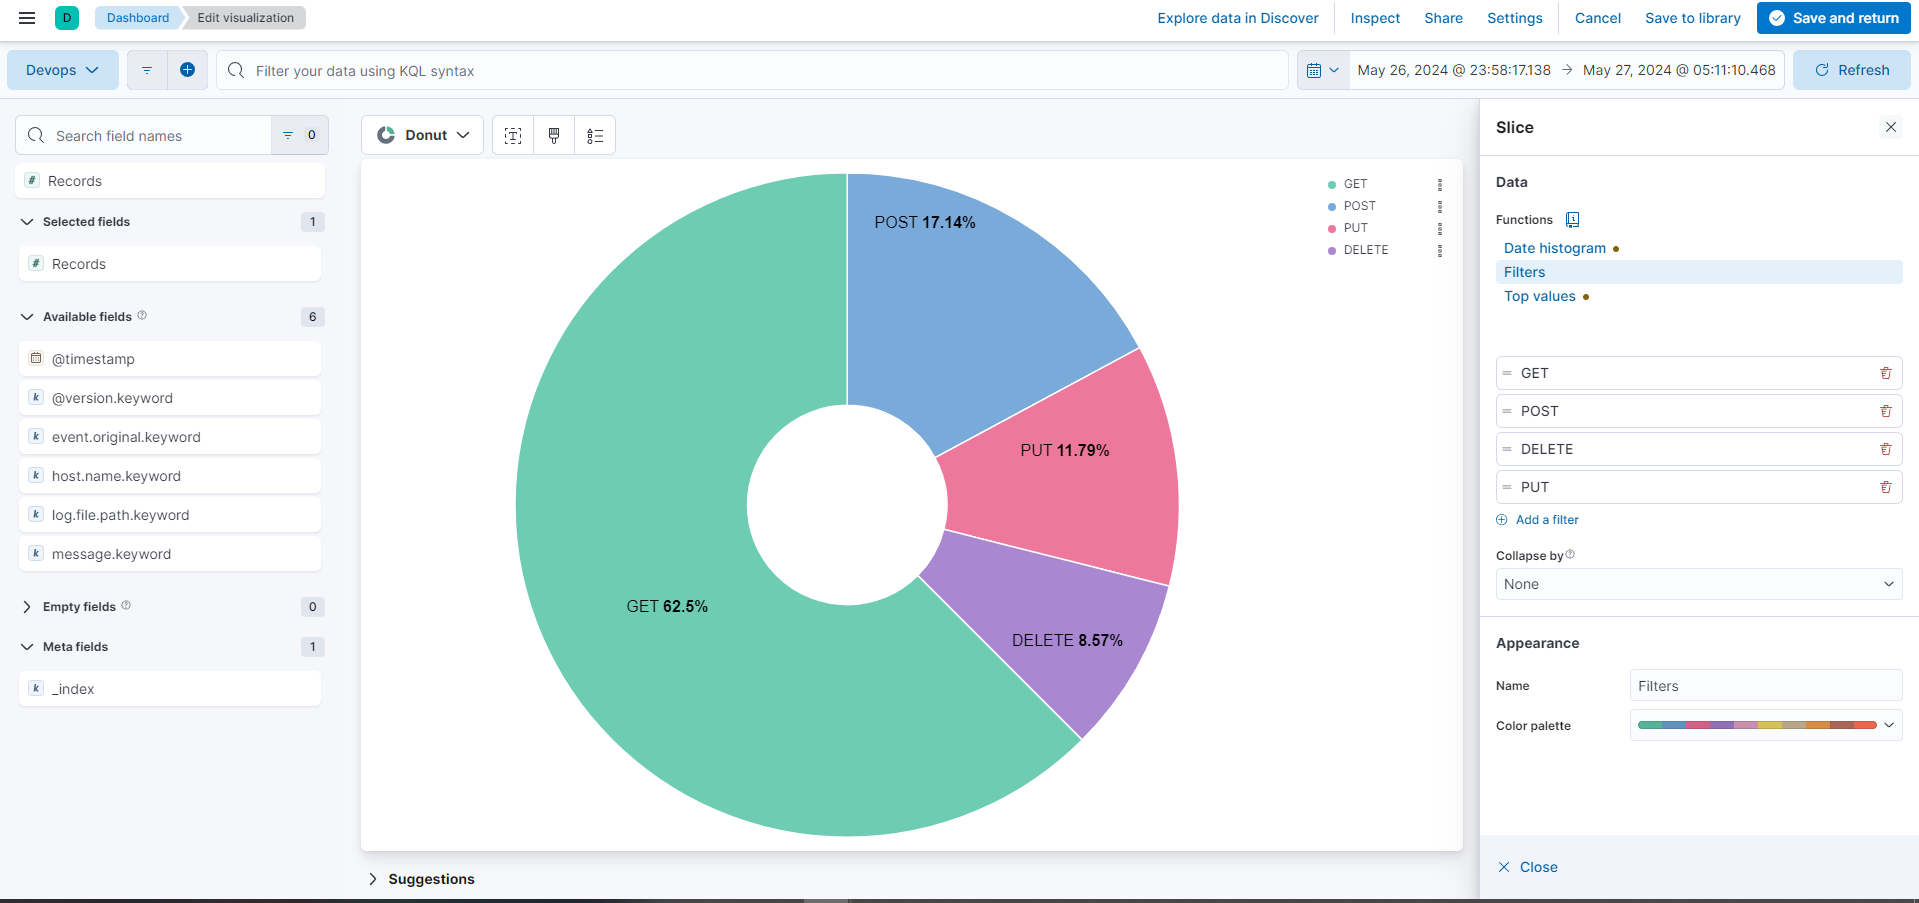 D Dashboard Edit visualization Explore data in Discover Inspect Share Settings Cancel Save to library Save and return
Devops Filter your data using KQL syntax May 26, 2024 @ 23:58:17.138 → May 27, 2024 @ 05:11:10.468 Refresh
Search field names 0
# Records
Selected fields 1
# Records
Available fields 6
@timestamp
k @version.keyword
k event.original.keyword
k host.name.keyword
k log.file.path.keyword
k message.keyword
Empty fields 0
Meta fields 1
k _index
Donut
POST 17.14%
PUT 11.79%
GET 62.5%
DELETE 8.57%
GET
POST
PUT
DELETE
Suggestions
Slice
Data
Functions
Date histogram
Filters
Top values
GET
POST
DELETE
PUT
Add a filter
Collapse by
None
Appearance
Name Filters
Color palette
Close